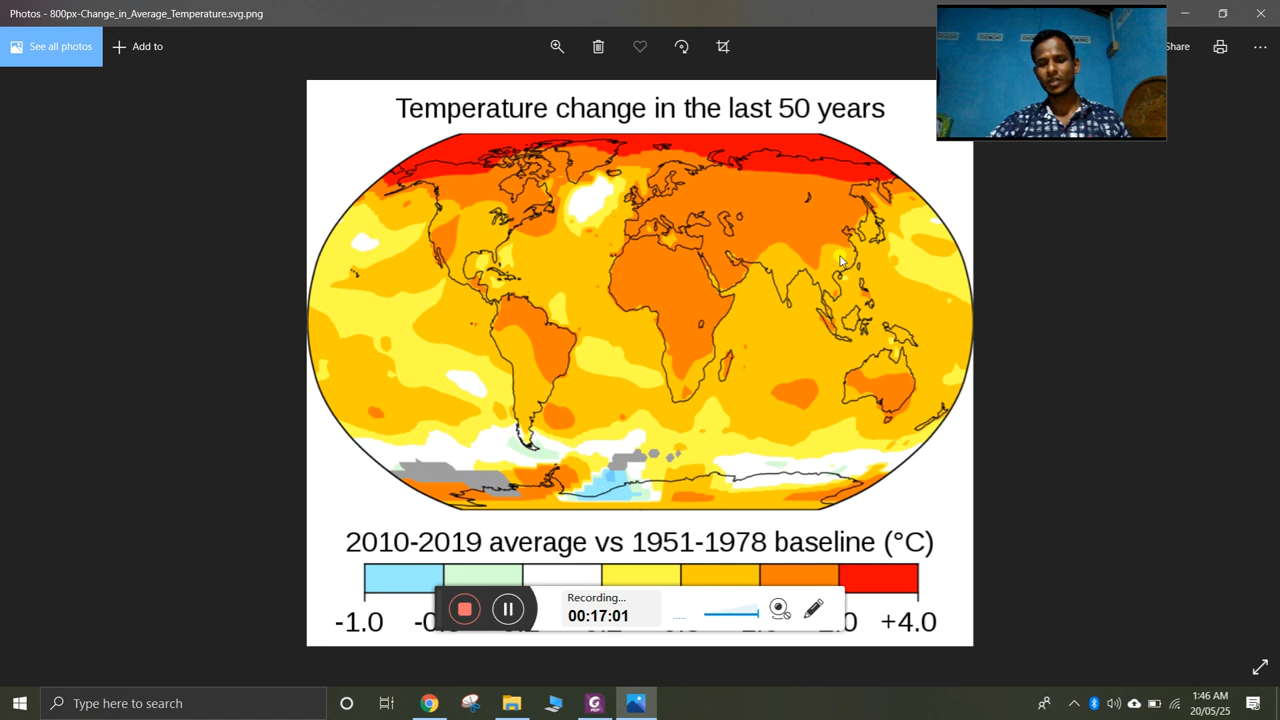 Photos - 800px-Change_in_Average_Temperature.svg.png
See all photos
Add to
Share
Temperature change in the last 50 years
2010-2019 average vs 1951-1978 baseline (°C)
Recording...
00:17:01
-1.0 +4.0
Type here to search
1:46 AM
20/05/25